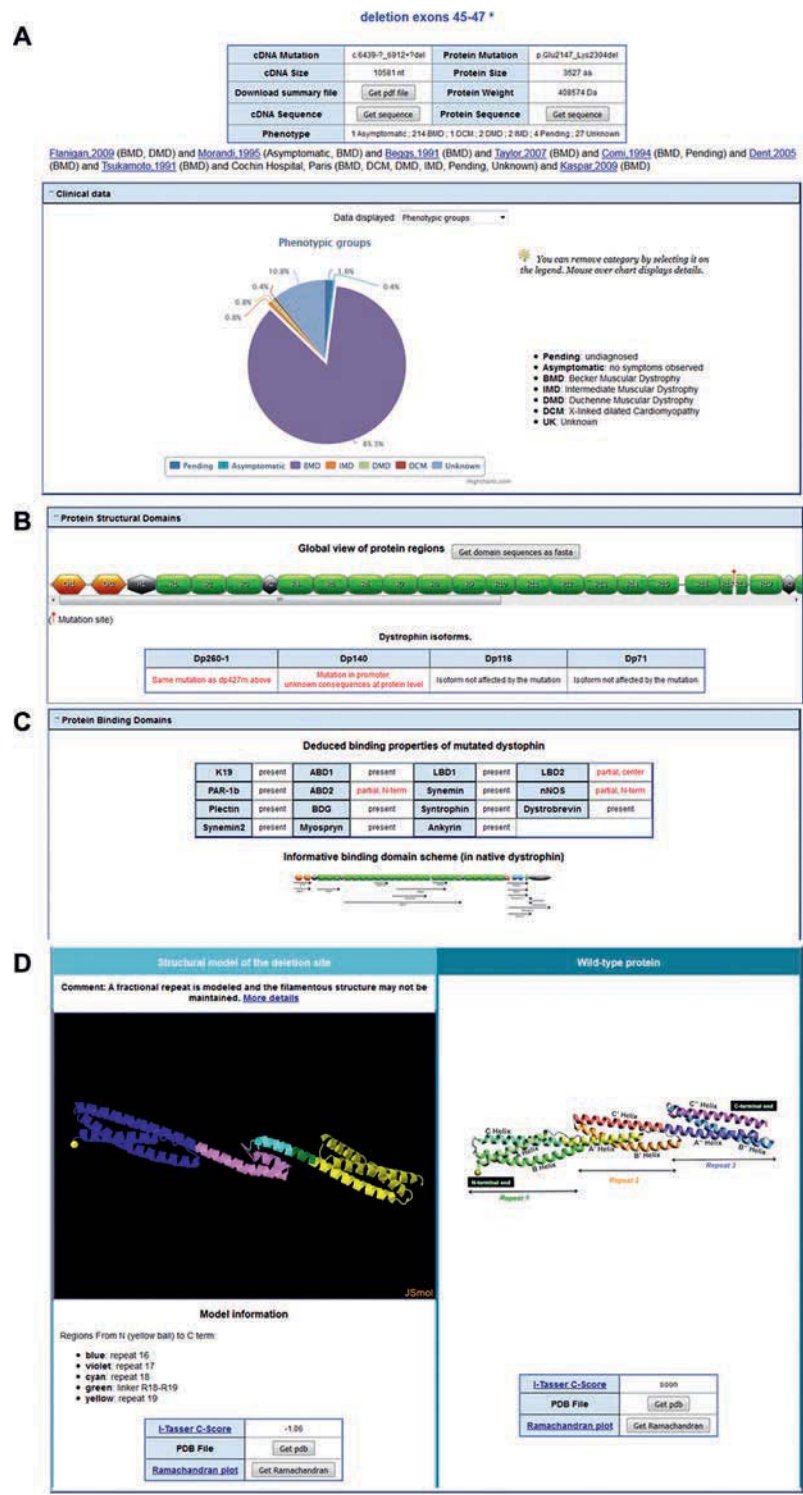 deletion exons 45-47 *
A
cDNA Mutation c.6439-?_6912+?del Protein Mutation p.Glu2147_Lys2304del
cDNA Size 10581 nt Protein Size 3527 aa
Download summary file Get pdf file Protein Weight 409574 Da
cDNA Sequence Get sequence Protein Sequence Get sequence
Phenotype 1 Asymptomatic ; 214 BMD ; 1 DCM ; 2 DMD ; 2 IMD ; 4 Pending ; 27 Unknown
Flanigan,2009 (BMD, DMD) and Morandi,1995 (Asymptomatic, BMD) and Beggs,1991 (BMD) and Taylor,2007 (BMD) and Comi,1994 (BMD, Pending) and Dent,2005
(BMD) and Tsukamoto,1991 (BMD) and Cochin Hospital, Paris (BMD, DCM, DMD, IMD, Pending, Unknown) and Kaspar,2009 (BMD)
Clinical data
Data displayed: Phenotypic groups
Phenotypic groups
10.8% 1.6%
0.4% 0.4%
0.8%
0.8%
85.3%
You can remove category by selecting it on
the legend. Mouse over chart displays details.
Pending: undiagnosed
Asymptomatic: no symptoms observed
BMD: Becker Muscular Dystrophy
IMD: Intermediate Muscular Dystrophy
DMD: Duchenne Muscular Dystrophy
DCM: X-linked dilated Cardiomyopathy
UK: Unknown
Pending Asymptomatic BMD IMD DMD DCM Unknown
Highcharts.com
B
Protein Structural Domains
Global view of protein regions Get domain sequences as fasta
( Mutation site)
Dystrophin isoforms.
Dp260-1 Dp140 Dp116 Dp71
Same mutation as dp427m above Mutation in promoter: unknown consequences at protein level Isoform not affected by the mutation Isoform not affected by the mutation
C
Protein Binding Domains
Deduced binding properties of mutated dystophin
K19 present ABD1 present LBD1 present LBD2 partial, center
PAR-1b present ABD2 partial, N-term Synemin present nNOS partial, N-term
Plectin present BDG present Syntrophin present Dystrobrevin present
Synemin2 present Myospryn present Ankyrin present
Informative binding domain scheme (in native dystrophin)
D
Structural model of the deletion site
Comment: A fractional repeat is modeled and the filamentous structure may not be
maintained. More details
JSmol
Model information
Regions From N (yellow ball) to C term:
blue: repeat 16
violet: repeat 17
cyan: repeat 18
green: linker R18-R19
yellow: repeat 19
I-Tasser C-Score -1.06
PDB File Get pdb
Ramachandran plot Get Ramachandran
Wild-type protein
C'' Helix C-terminal end
C' Helix
C Helix
A Helix
B Helix
A' Helix
B' Helix
A'' Helix
B'' Helix
N-terminal end
Repeat 1
Repeat 2
Repeat 3
I-Tasser C-Score soon
PDB File Get pdb
Ramachandran plot Get Ramachandran